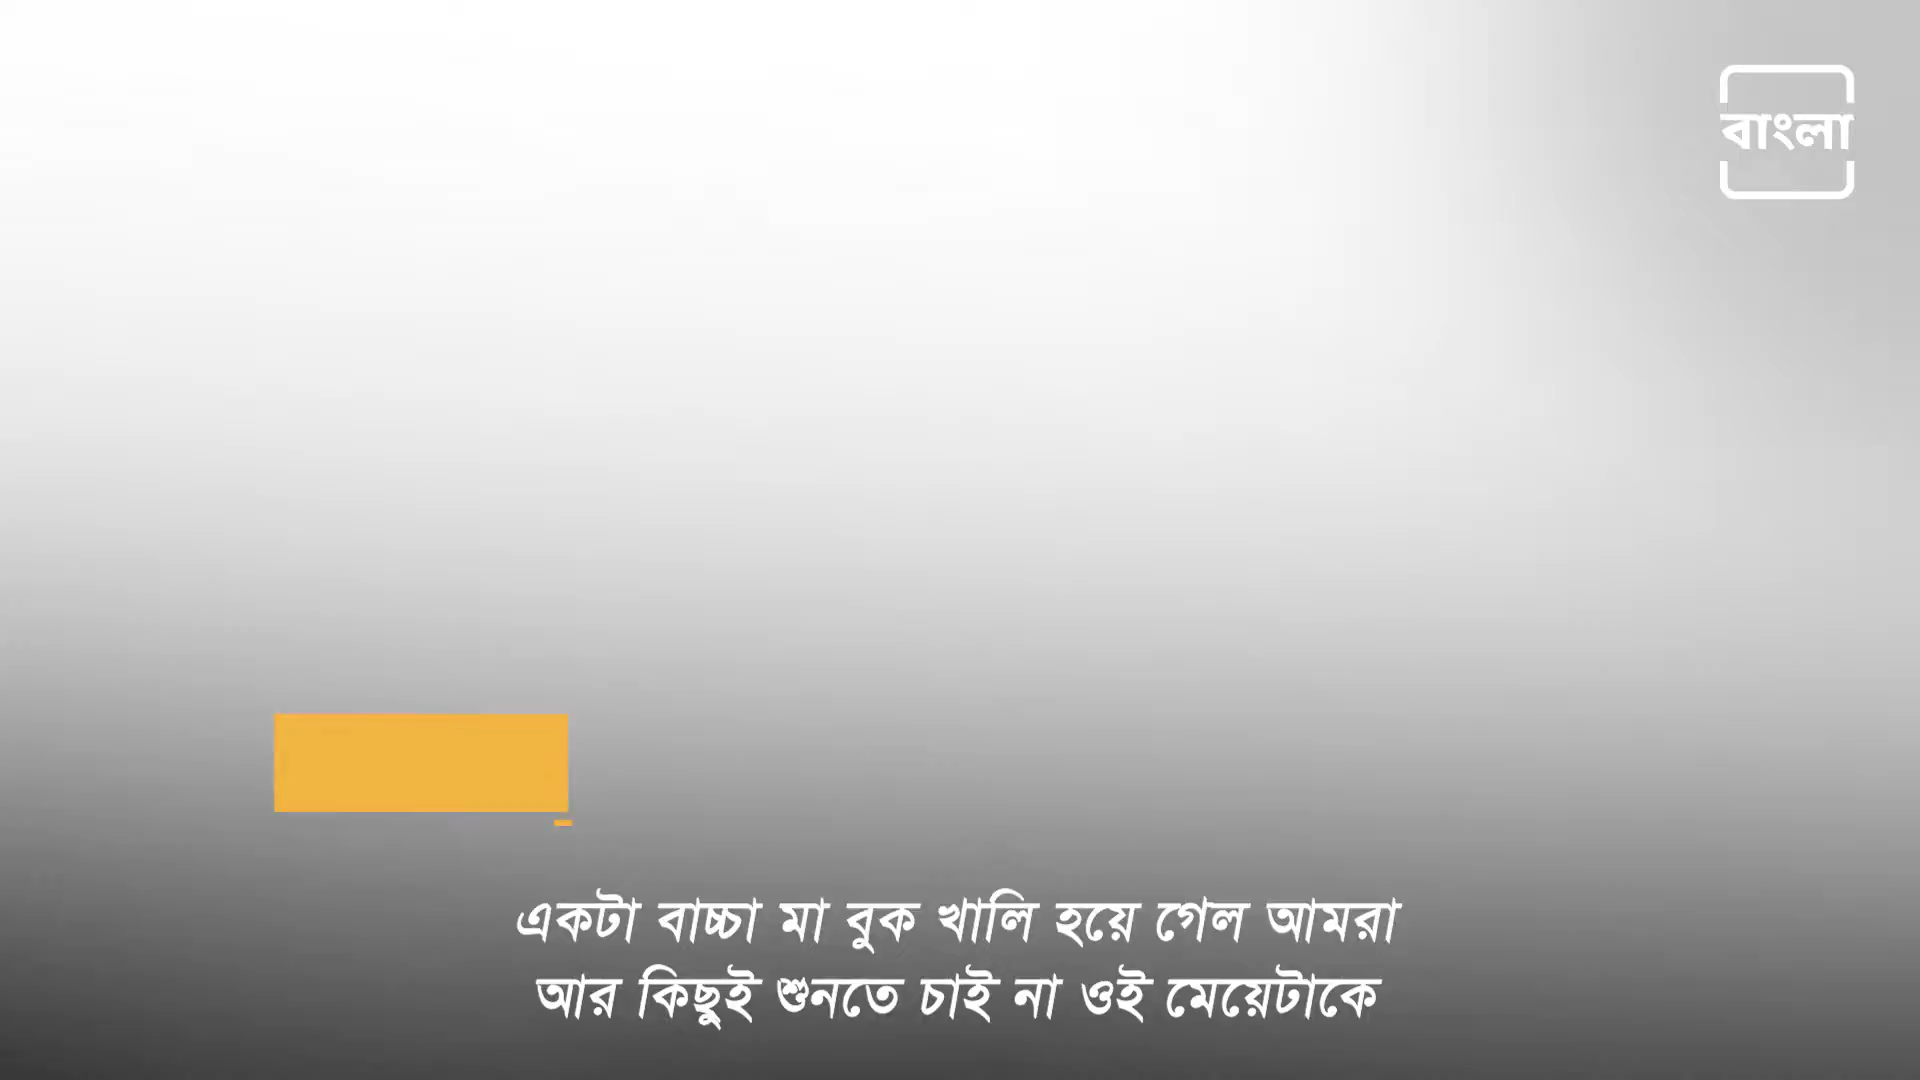 বাংলা
একটা বাচ্চা মা বুক খালি হয়ে গেল আমরা
আর কিছুই শুনতে চাই না ওই মেয়েটাকে